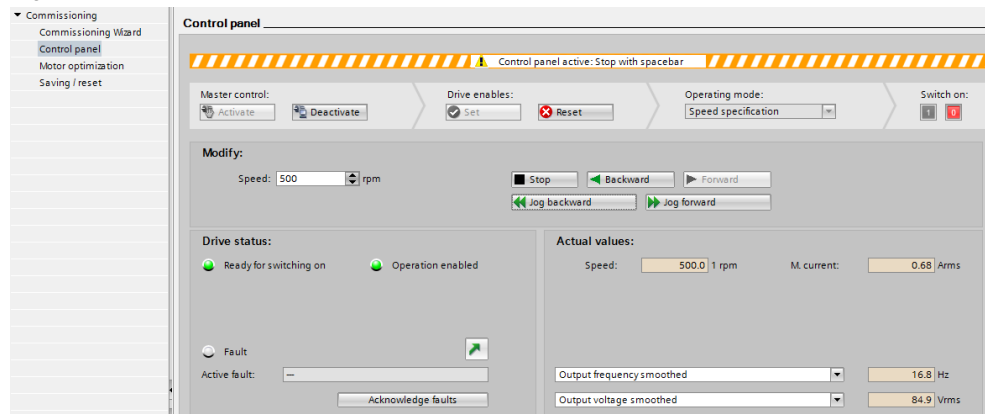 Commissioning
Commissioning Wizard
Control panel
Motor optimization
Saving / reset
Control panel
Control panel active: Stop with spacebar
Master control:
Activate
Deactivate
Drive enables:
Set
Reset
Operating mode:
Speed specification
Switch on:
1
0
Modify:
Speed: 500 rpm
Stop
Backward
Forward
Jog backward
Jog forward
Drive status:
Ready for switching on
Operation enabled
Fault
Active fault: —
Acknowledge faults
Actual values:
Speed: 500.0 1 rpm
M. current: 0.68 Arms
Output frequency smoothed 16.8 Hz
Output voltage smoothed 84.9 Vrms